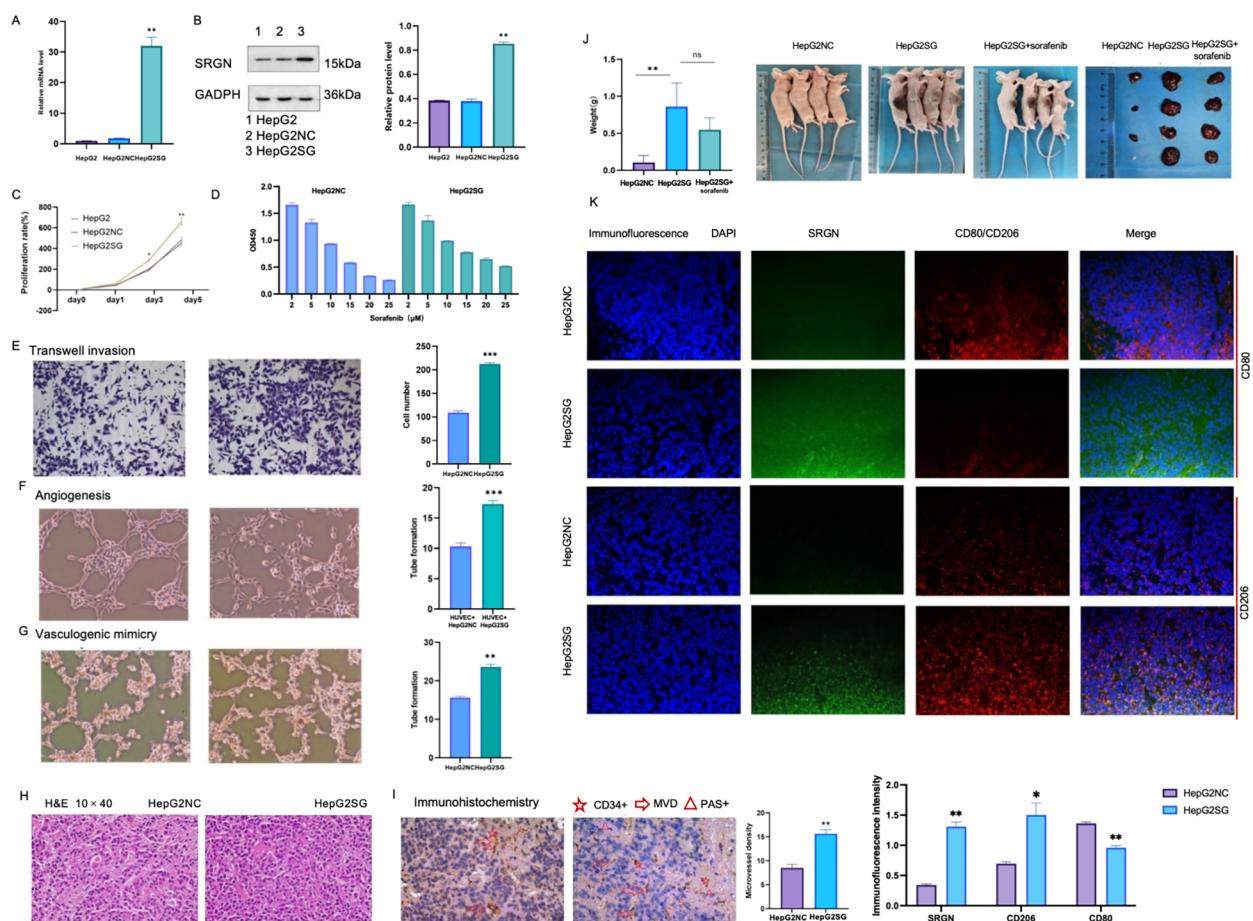 A
Relative mRNA level
40
30
20
10
0
**
HepG2
HepG2NC
HepG2SG
B
1 2 3
SRGN
15kDa
GADPH
36kDa
1 HepG2
2 HepG2NC
3 HepG2SG
Relative protein level
1.0
0.8
0.6
0.4
0.2
0.0
**
HepG2
HepG2NC
HepG2SG
C
Proliferation rate(%)
800
600
400
200
0
-200
HepG2
HepG2NC
HepG2SG
*
**
day0
day1
day3
day5
D
HepG2NC
HepG2SG
OD450
2.0
1.5
1.0
0.5
0.0
2 5 10 15 20 25 2 5 10 15 20 25
Sorafenib (μM)
E
Transwell invasion
Cell number
250
200
150
100
50
0
***
HepG2NC
HepG2SG
F
Angiogenesis
Tube formation
20
15
10
5
0
***
HUVEC+
HepG2NC
HUVEC+
HepG2SG
G
Vasculogenic mimicry
Tube formation
30
20
10
0
**
HepG2NC
HepG2SG
H
H&E 10 × 40
HepG2NC
HepG2SG
I
Immunohistochemistry
CD34+
MVD
PAS+
Microvessel density
20
15
10
5
0
**
HepG2NC
HepG2SG
J
Weight(g)
1.5
1.0
0.5
0.0
**
ns
HepG2NC
HepG2SG
HepG2SG+
sorafenib
HepG2NC
HepG2SG
HepG2SG+sorafenib
HepG2NC
HepG2SG
HepG2SG+
sorafenib
K
Immunofluorescence
DAPI
SRGN
CD80/CD206
Merge
HepG2NC
HepG2SG
CD80
HepG2NC
HepG2SG
CD206
Immunofluorescence intensity
2.0
1.5
1.0
0.5
0.0
**
*
**
SRGN
CD206
CD80
HepG2NC
HepG2SG